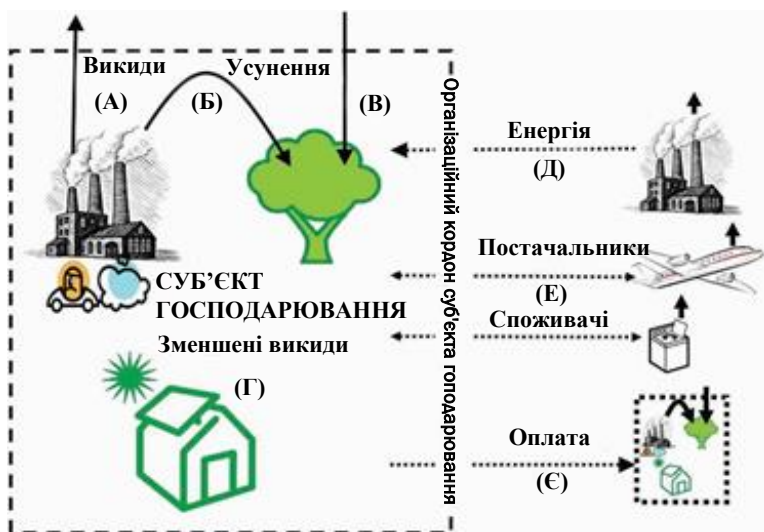 Викиди
Усунення
(А)
(Б)
(В)
Організаційний кордон суб'єкта гоподарювання
Енергія
(Д)
Постачальники
(Е)
СУБ’ЄКТ
ГОСПОДАРЮВАННЯ
Споживачі
Зменшені викиди
(Г)
Оплата
(Є)